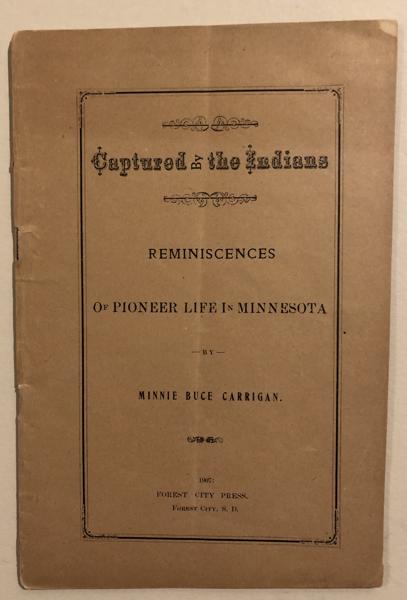 Captured BY the Indians
REMINISCENCES
OF PIONEER LIFE IN MINNESOTA
—BY—
MINNIE BUCE CARRIGAN.
1907:
FOREST CITY PRESS.
FOREST CITY, S. D.